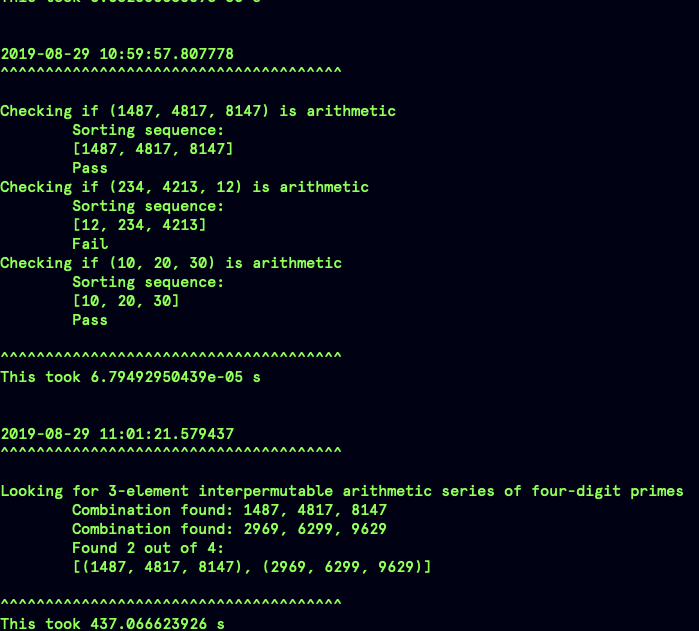 This took
2019-08-29 10:59:57.807778
^^^^^^^^^^^^^^^^^^^^^^^^^^^^^^^^^^^^^^
Checking if (1487, 4817, 8147) is arithmetic
Sorting sequence:
[1487, 4817, 8147]
Pass
Checking if (234, 4213, 12) is arithmetic
Sorting sequence:
[12, 234, 4213]
Fail
Checking if (10, 20, 30) is arithmetic
Sorting sequence:
[10, 20, 30]
Pass
^^^^^^^^^^^^^^^^^^^^^^^^^^^^^^^^^^^^^^
This took 6.79492950439e-05 s
2019-08-29 11:01:21.579437
^^^^^^^^^^^^^^^^^^^^^^^^^^^^^^^^^^^^^^
Looking for 3-element interpermutable arithmetic series of four-digit primes
Combination found: 1487, 4817, 8147
Combination found: 2969, 6299, 9629
Found 2 out of 4:
[(1487, 4817, 8147), (2969, 6299, 9629)]
^^^^^^^^^^^^^^^^^^^^^^^^^^^^^^^^^^^^^^
This took 437.066623926 s